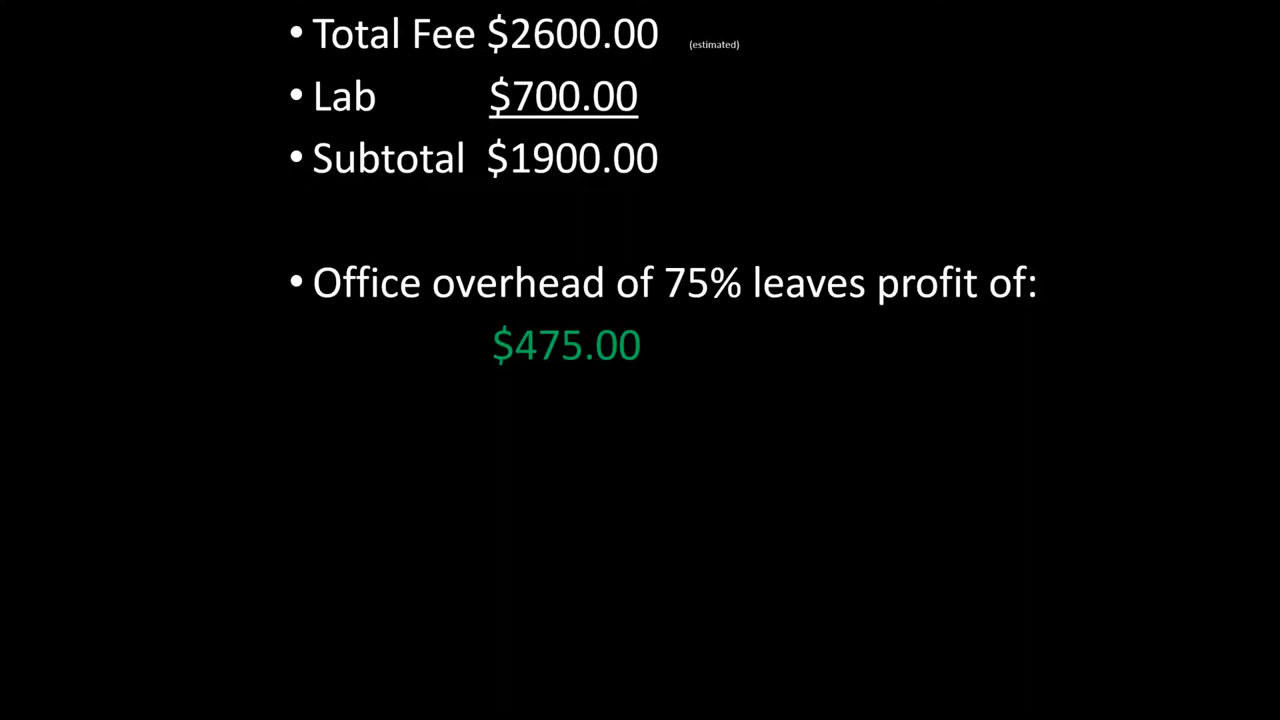 • Total Fee $2600.00 (estimated)
• Lab $700.00
• Subtotal $1900.00
• Office overhead of 75% leaves profit of:
$475.00